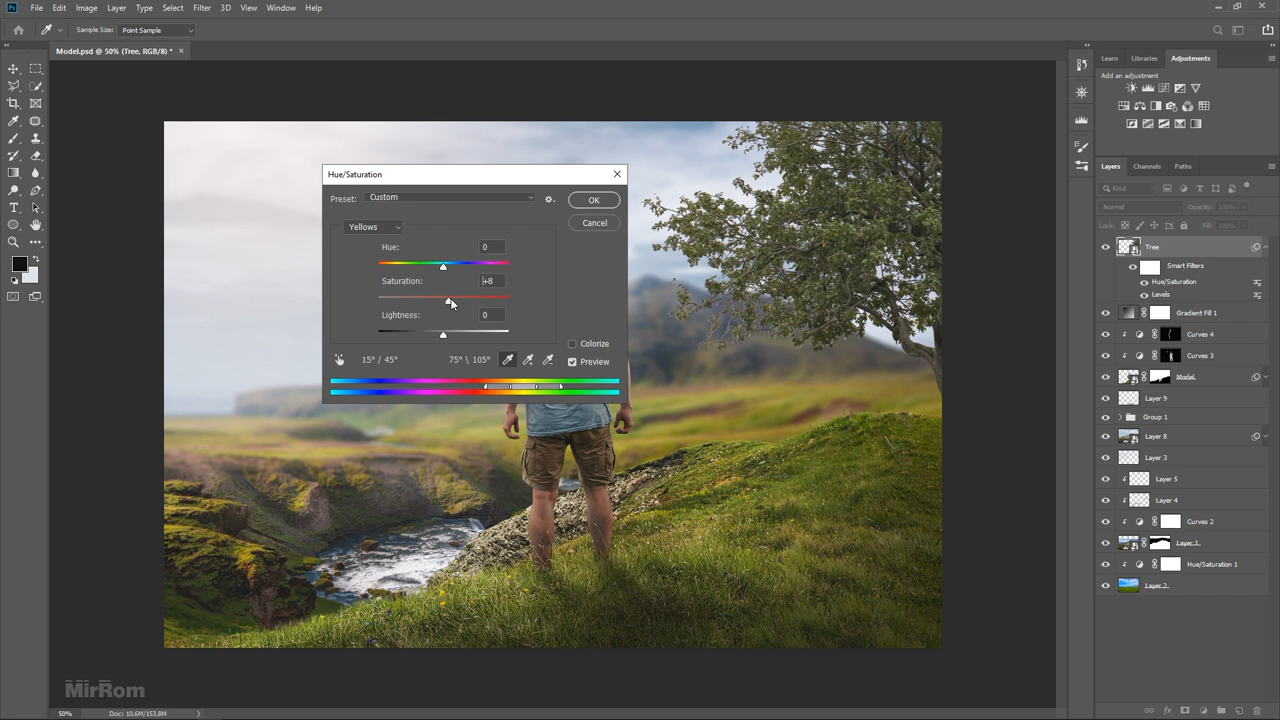 Ps File Edit Image Layer Type Select Filter 3D View Window Help
Sample Size: Point Sample
Model.psd @ 50% (Tree, RGB/8) * ×
Learn Libraries Adjustments
Add an adjustment
Layers Channels Paths
Kind
Normal Opacity: 100%
Locks: Fill: 100%
Tree
Smart Filters
Hue/Saturation
Levels
Gradient Fill 1
Curves 4
Curves 3
Model
Layer 9
Group 1
Layer 8
Layer 3
Layer 5
Layer 4
Curves 2
Layer 1
Hue/Saturation 1
Layer 2
Hue/Saturation
Preset: Custom
OK
Cancel
Yellows
Hue: 0
Saturation: +8
Lightness: 0
Colorize
15° / 45° 75° \ 105° Preview
MirRom
50% Doc: 10,6M/153,8M